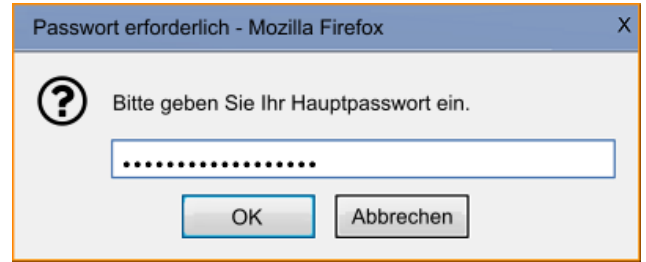 Passwort erforderlich - Mozilla Firefox X
Bitte geben Sie Ihr Hauptpasswort ein.
••••••••••••••••••
OK Abbrechen